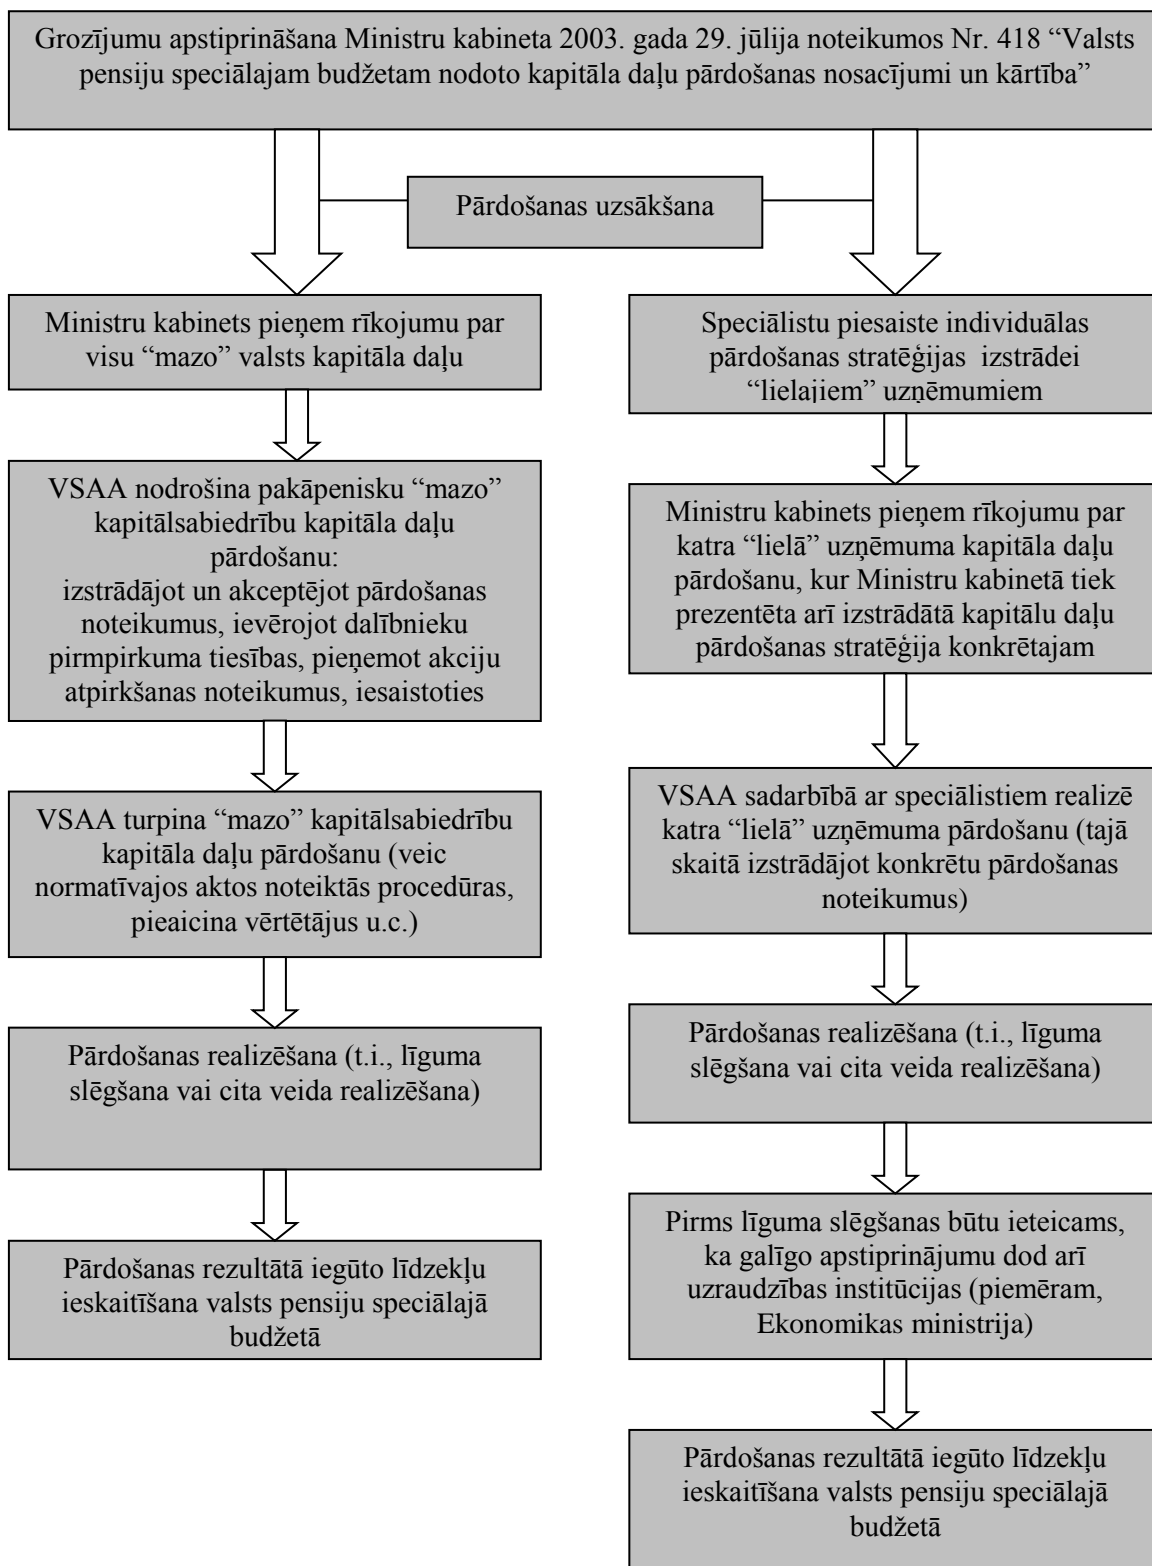 Grozījumu apstiprināšana Ministru kabineta 2003. gada 29. jūlija noteikumos Nr. 418 “Valsts
pensiju speciālajam budžetam nodoto kapitāla daļu pārdošanas nosacījumi un kārtība”
Pārdošanas uzsākšana
Ministru kabinets pieņem rīkojumu par
visu “mazo” valsts kapitāla daļu
VSAA nodrošina pakāpenisku “mazo”
kapitālsabiedrību kapitāla daļu
pārdošanu:
izstrādājot un akceptējot pārdošanas
noteikumus, ievērojot dalībnieku
pirmpirkuma tiesības, pieņemot akciju
atpirkšanas noteikumus, iesaistoties
VSAA turpina “mazo” kapitālsabiedrību
kapitāla daļu pārdošanu (veic
normatīvajos aktos noteiktās procedūras,
pieaicina vērtētājus u.c.)
Pārdošanas realizēšana (t.i., līguma
slēgšana vai cita veida realizēšana)
Pārdošanas rezultātā iegūto līdzekļu
ieskaitīšana valsts pensiju speciālajā
budžetā
Speciālistu piesaiste individuālas
pārdošanas stratēģijas izstrādei
“lielajiem” uzņēmumiem
Ministru kabinets pieņem rīkojumu par
katra “lielā” uzņēmuma kapitāla daļu
pārdošanu, kur Ministru kabinetā tiek
prezentēta arī izstrādātā kapitālu daļu
pārdošanas stratēģija konkrētajam
VSAA sadarbībā ar speciālistiem realizē
katra “lielā” uzņēmuma pārdošanu (tajā
skaitā izstrādājot konkrētu pārdošanas
noteikumus)
Pārdošanas realizēšana (t.i., līguma
slēgšana vai cita veida realizēšana)
Pirms līguma slēgšanas būtu ieteicams,
ka galīgo apstiprinājumu dod arī
uzraudzības institūcijas (piemēram,
Ekonomikas ministrija)
Pārdošanas rezultātā iegūto līdzekļu
ieskaitīšana valsts pensiju speciālajā
budžetā